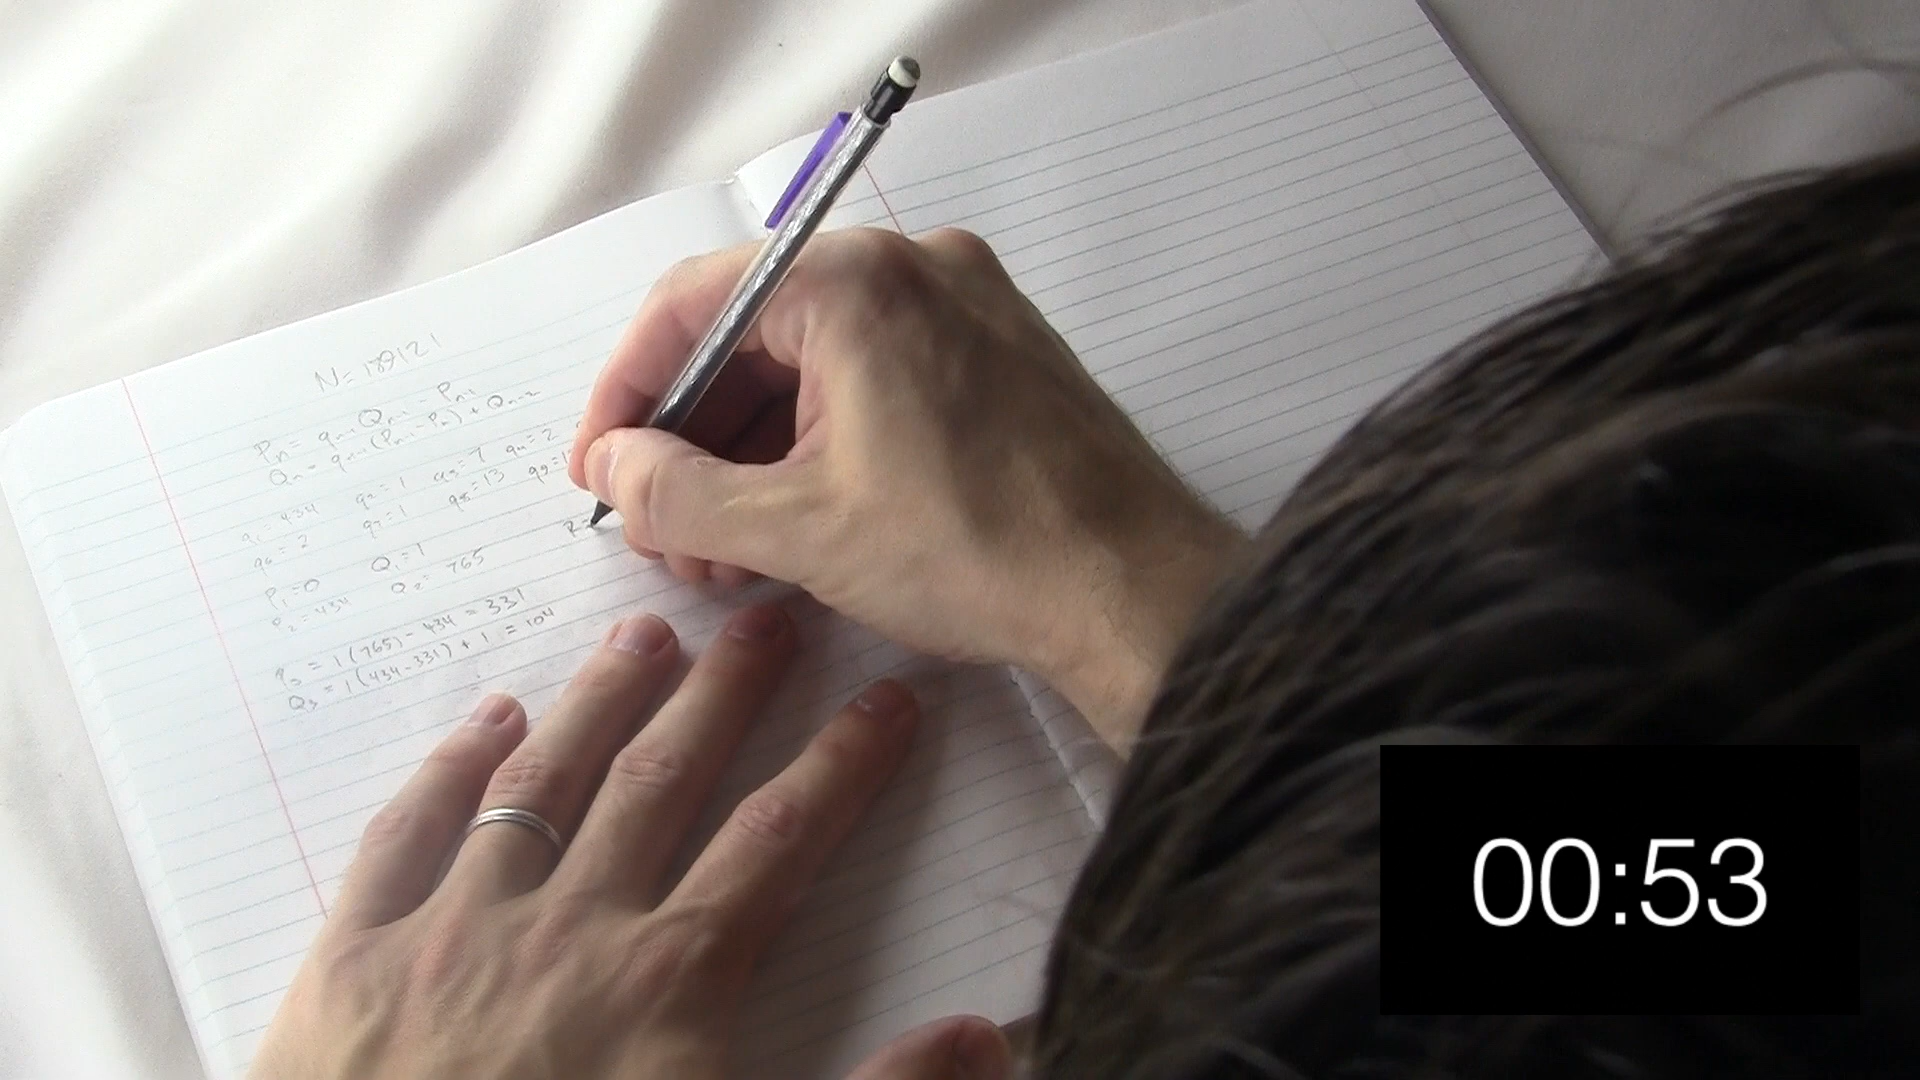 N = 189121
Pn = qn-1 Qn-1 - Pn-1
Qn = qn-1 (Pn-1 - Pn) + Qn-2
q1 = 434 q2 = 1 q3 = 7 q4 = 2
q6 = 2 q7 = 1 q8 = 13 q9 = 1
P1 = 0 Q1 = 1
P2 = 434 Q2 = 765
R =
P3 = 1(765) - 434 = 331
Q3 = 1(434-331) + 1 = 104
00:53